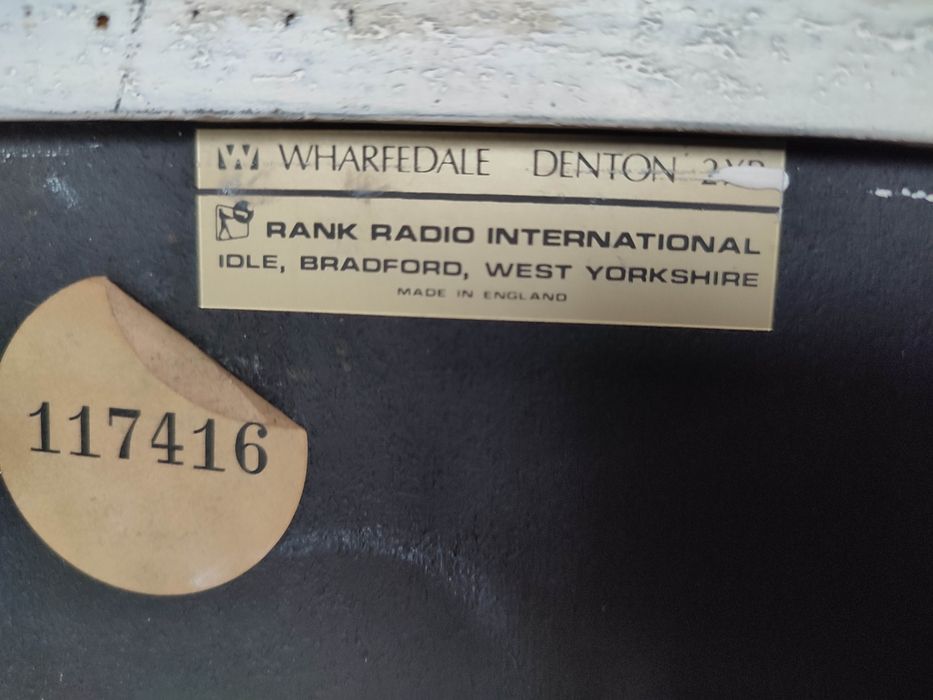 WHARFEDALE DENTON
RANK RADIO INTERNATIONAL
IDLE, BRADFORD, WEST YORKSHIRE
MADE IN ENGLAND
117416